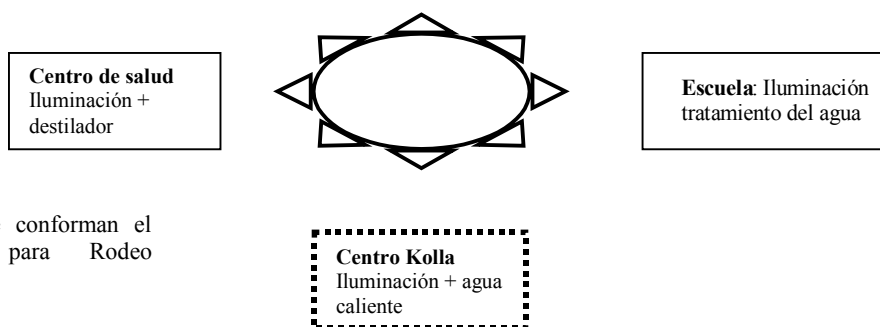 Centro de salud
Iluminación +
destilador
Escuela: Iluminación
tratamiento del agua
conforman el
para Rodeo
Centro Kolla
Iluminación + agua
caliente